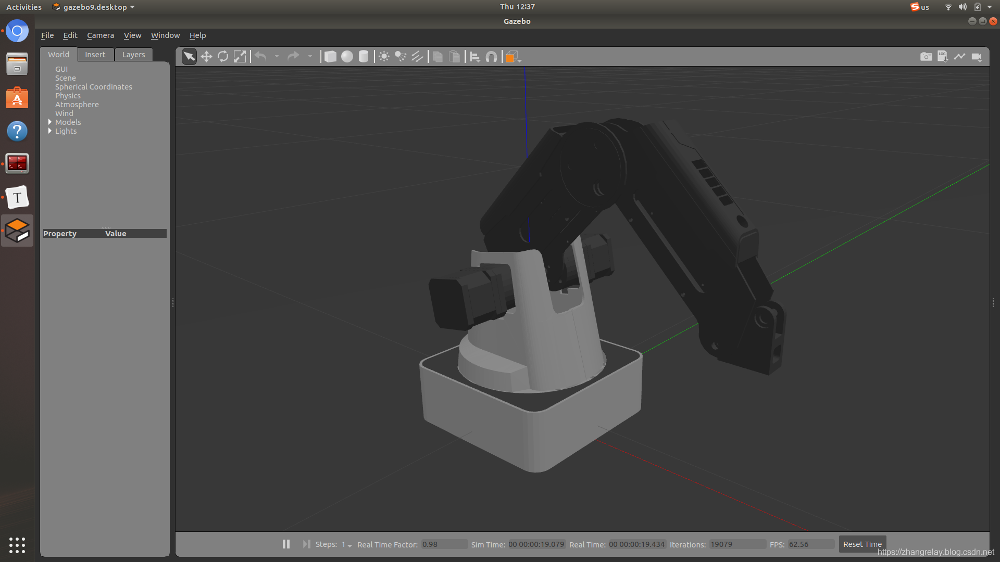 Activities gazebo9.desktop Thu 12:37 S us
Gazebo
File Edit Camera View Window Help
World Insert Layers
LOG
GUI
Scene
Spherical Coordinates
Physics
Atmosphere
Wind
Models
Lights
Property Value
T
Steps: 1 Real Time Factor: 0.98 Sim Time: 00 00:00:19.079 Real Time: 00 00:00:19.434 Iterations: 19079 FPS: 62.56 Reset Time
https://zhangrelay.blog.csdn.net